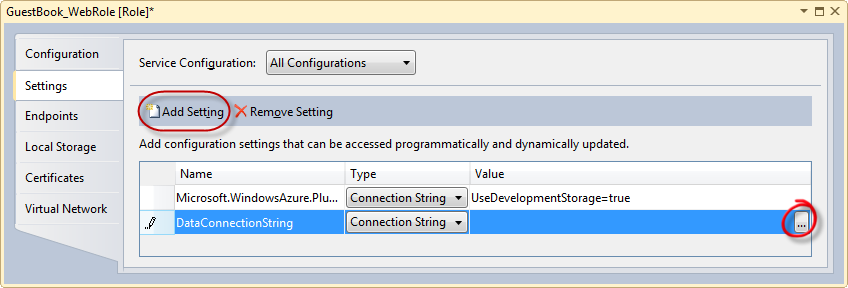 GuestBook_WebRole [Role]*
Configuration
Settings
Endpoints
Local Storage
Certificates
Virtual Network
Service Configuration: All Configurations
Add Setting Remove Setting
Add configuration settings that can be accessed programmatically and dynamically updated.
Name Type Value
Microsoft.WindowsAzure.Plu... Connection String UseDevelopmentStorage=true
DataConnectionString Connection String ...